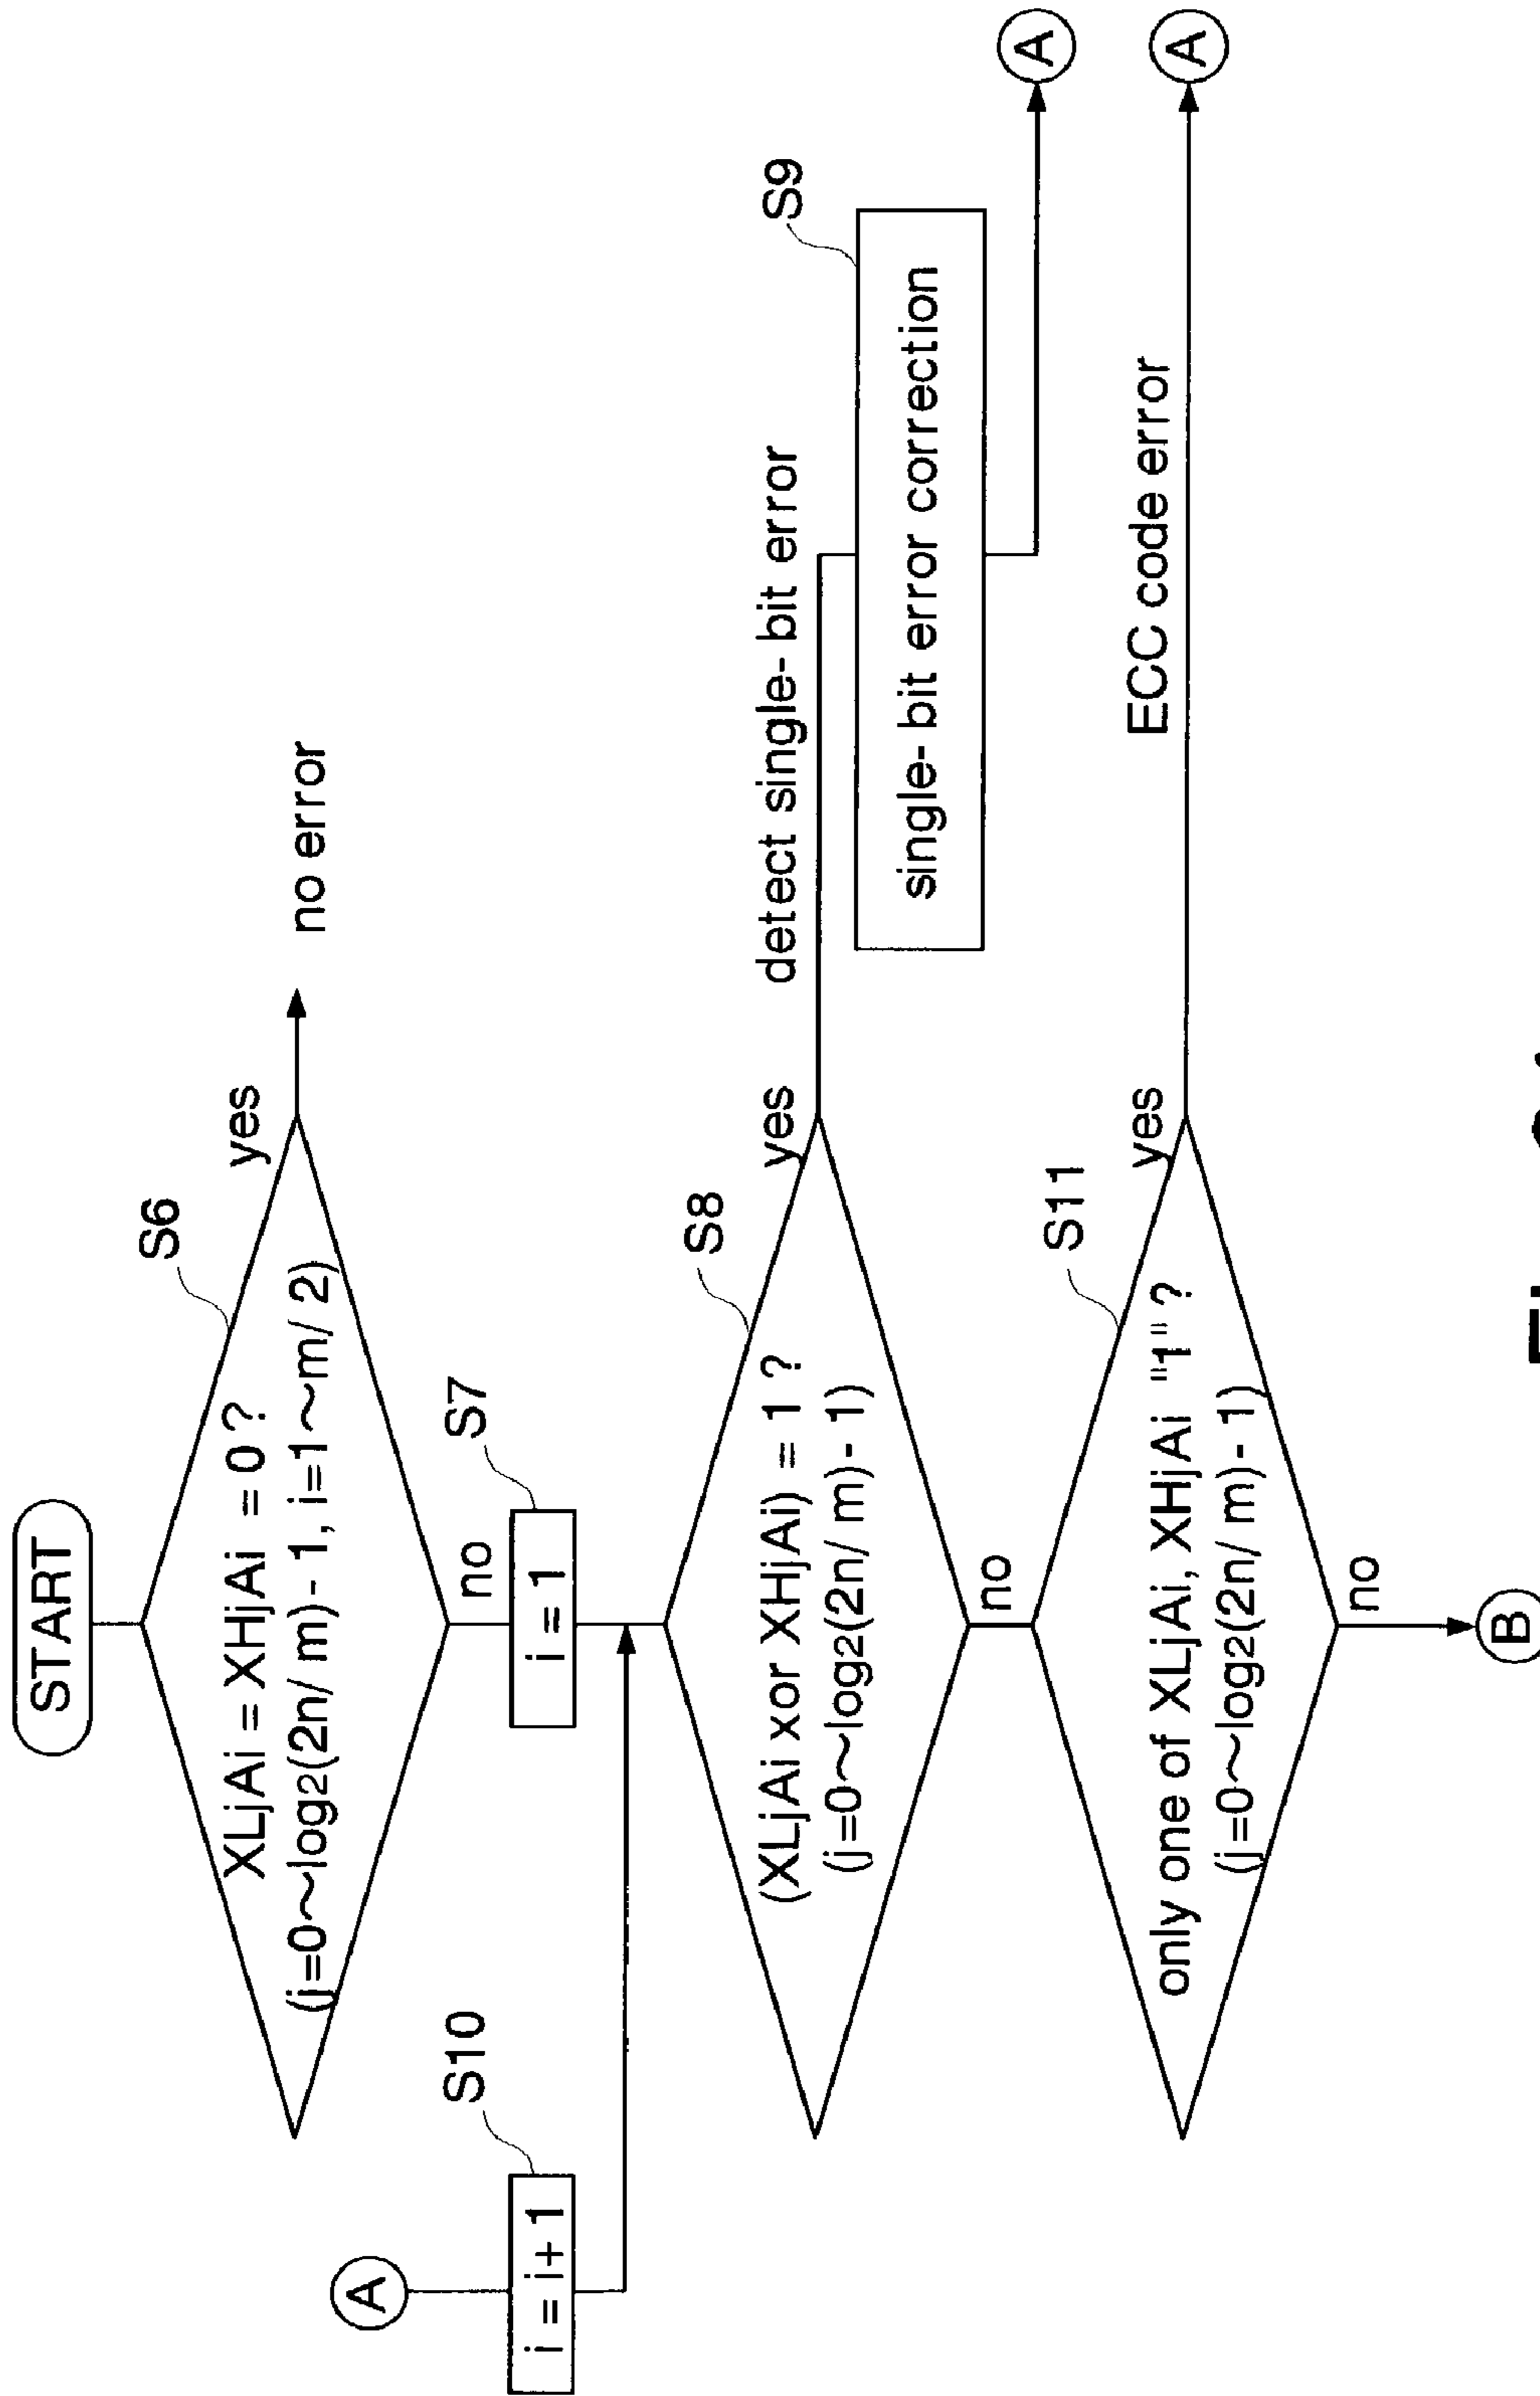 START
S6
XLjAi = XHjAi = 0 ?
(j=0~log2(2n/ m)- 1, i=1~m/ 2)
yes
no error
no
S7
i = 1
A
S10
i = i+ 1
S8
(XLjAi xor XHjAi) = 1 ?
(j=0~log2(2n/ m)- 1)
yes
detect single- bit error
S9
single- bit error correction
A
no
S11
only one of XLjAi, XHjAi "1" ?
(j=0~log2(2n/ m)- 1)
yes
ECC code error
A
no
B